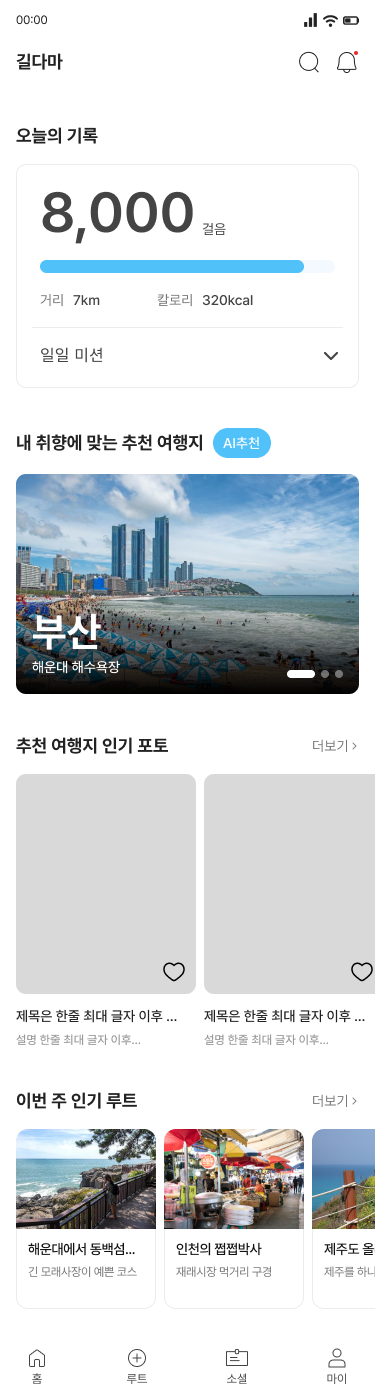 00:00
길다마
오늘의 기록
8,000 걸음
거리 7km 칼로리 320kcal
일일 미션
내 취향에 맞는 추천 여행지 AI추천
부산
해운대 해수욕장
추천 여행지 인기 포토 더보기
제목은 한줄 최대 글자 이후 ... 제목은 한줄 최대 글자 이후 ...
설명 한줄 최대 글자 이후... 설명 한줄 최대 글자 이후...
이번 주 인기 루트 더보기
해운대에서 동백섬... 인천의 쩝쩝박사 제주도 올
긴 모래사장이 예쁜 코스 재래시장 먹거리 구경 제주를 하나
홈 루트 소셜 마이